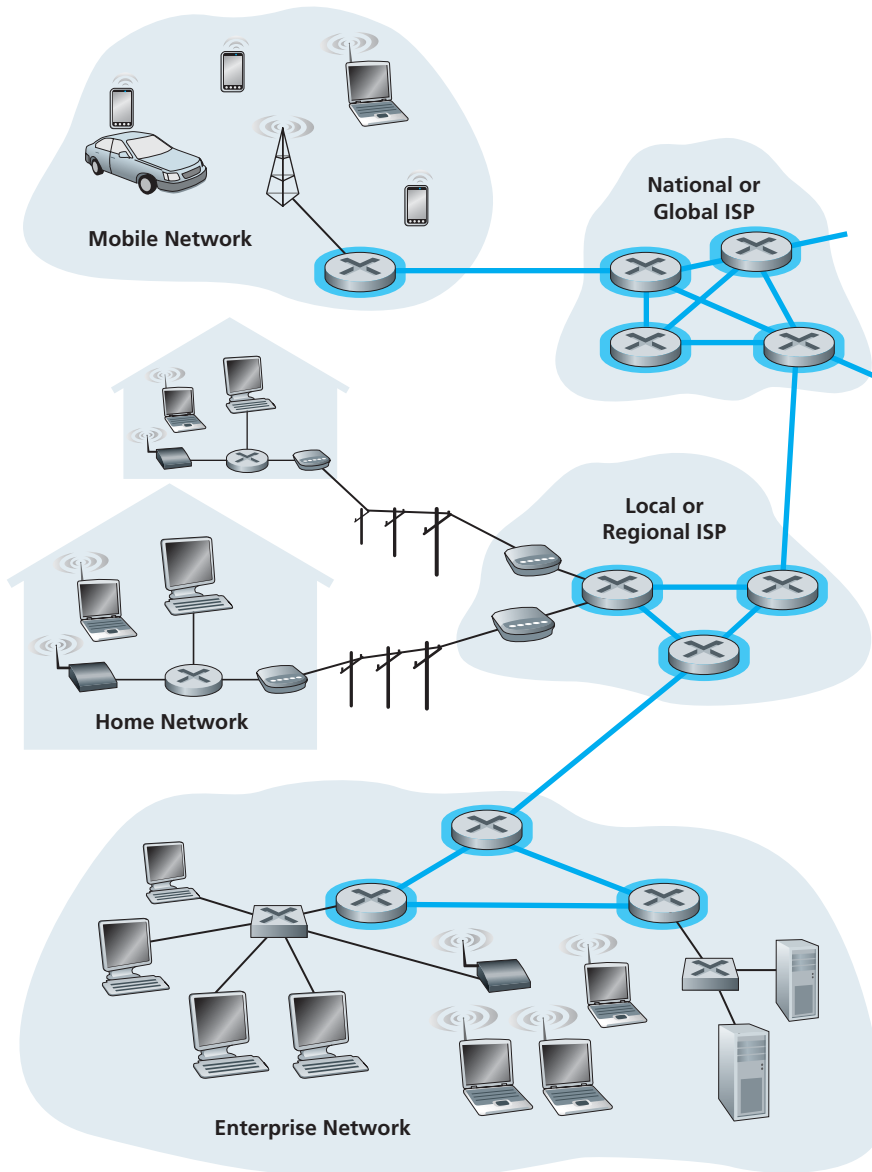 National or
Global ISP
Mobile Network
Local or
Regional ISP
Home Network
Enterprise Network